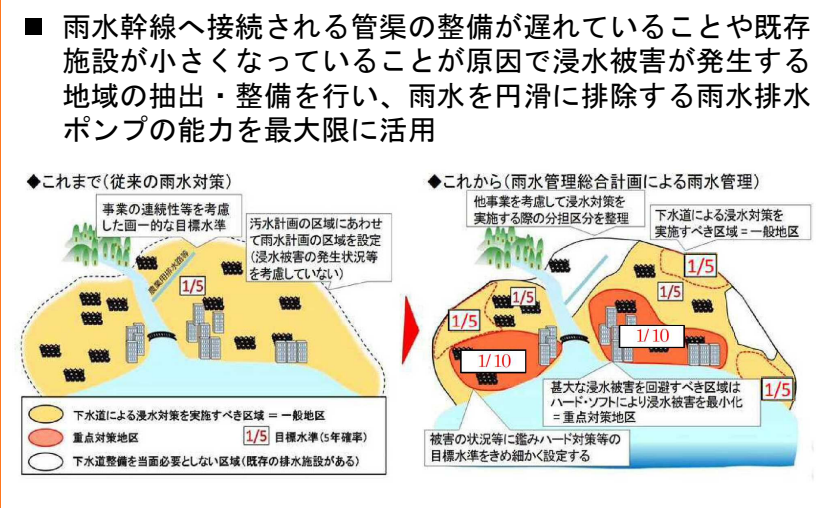 ■ 雨水幹線へ接続される管渠の整備が遅れていることや既存
施設が小さくなっていることが原因で浸水被害が発生する
地域の抽出・整備を行い、雨水を円滑に排除する雨水排水
ポンプの能力を最大限に活用
◆これまで(従来の雨水対策)
事業の連続性等を考慮
した画一的な目標水準
汚水計画の区域にあわせ
て雨水計画の区域を設定
(浸水被害の発生状況等
を考慮していない)
農業用排水路等
1/5
下水道による浸水対策を実施すべき区域 = 一般地区
重点対策地区
1/5 目標水準(5年確率)
下水道整備を当面必要としない区域(既存の排水施設がある)
◆これから(雨水管理総合計画による雨水管理)
他事業を考慮して浸水対策を
実施する際の分担区分を整理
下水道による浸水対策を
実施すべき区域=一般地区
1/5
1/5
1/5
1/5
1/10
1/10
1/5
甚大な浸水被害を回避すべき区域は
ハード・ソフトにより浸水被害を最小化
=重点対策地区
被害の状況等に鑑みハード対策等の
目標水準をきめ細かく設定する